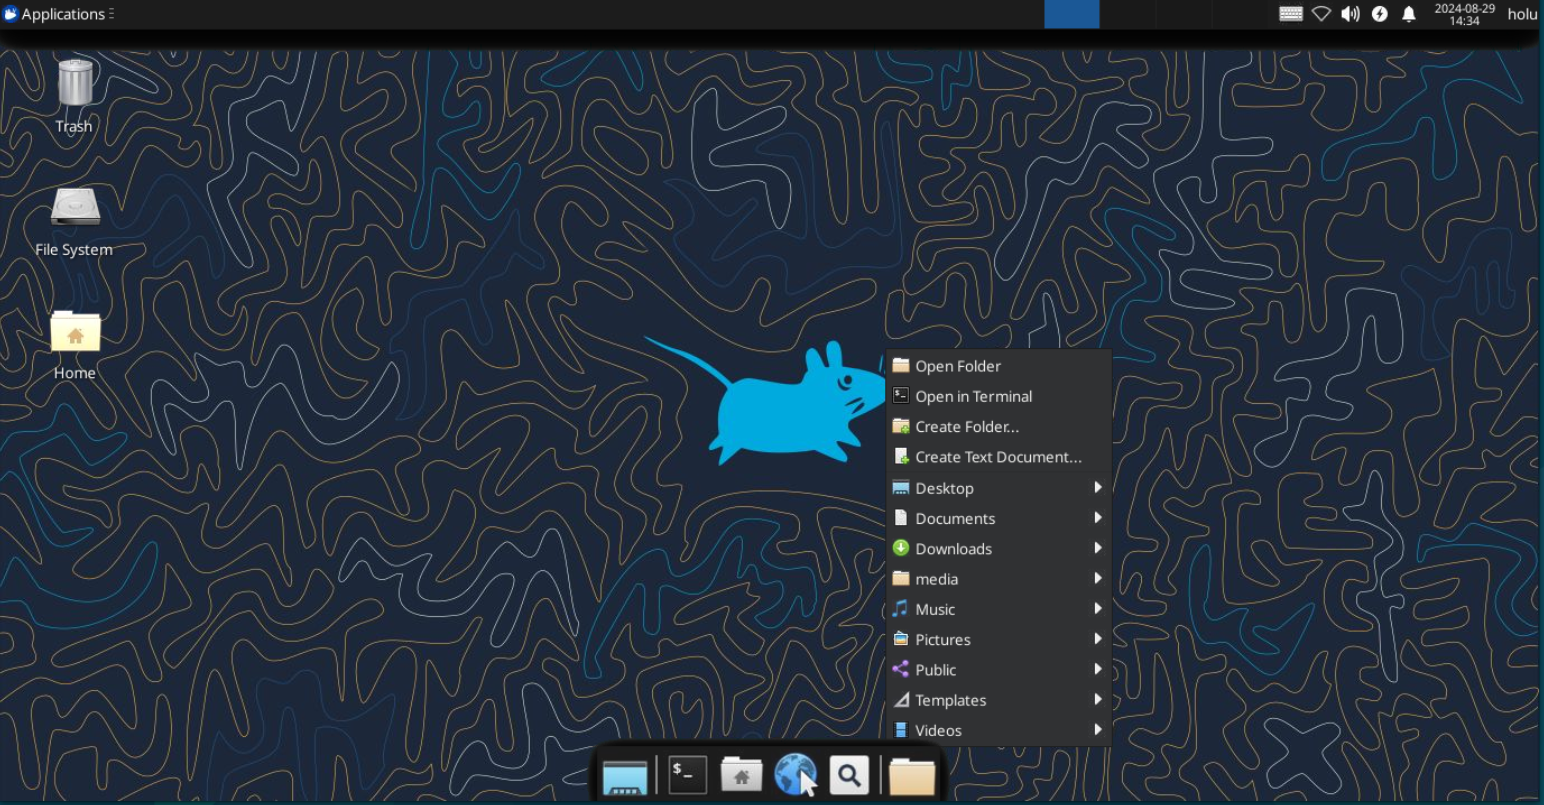 Applications
2024-08-29
14:34
holu
Trash
File System
Home
Open Folder
$_
Open in Terminal
Create Folder...
Create Text Document...
Desktop
Documents
Downloads
media
Music
Pictures
Public
Templates
Videos
$_